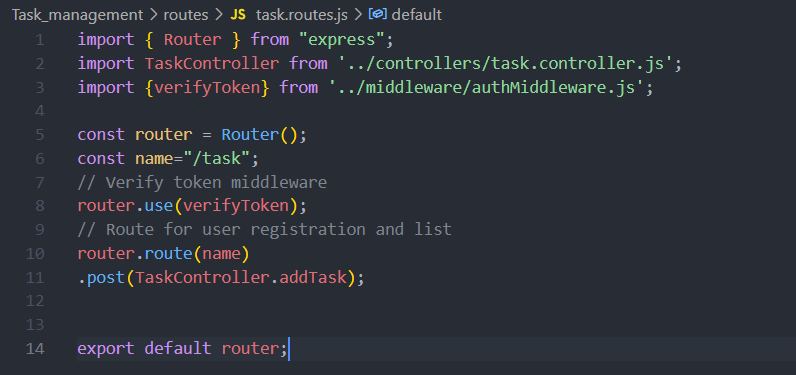 Task_management > routes > JS task.routes.js > default
1 import { Router } from "express";
2 import TaskController from '../controllers/task.controller.js';
3 import {verifyToken} from '../middleware/authMiddleware.js';
4
5 const router = Router();
6 const name="/task";
7 // Verify token middleware
8 router.use(verifyToken);
9 // Route for user registration and list
10 router.route(name)
11 .post(TaskController.addTask);
12
13
14 export default router;